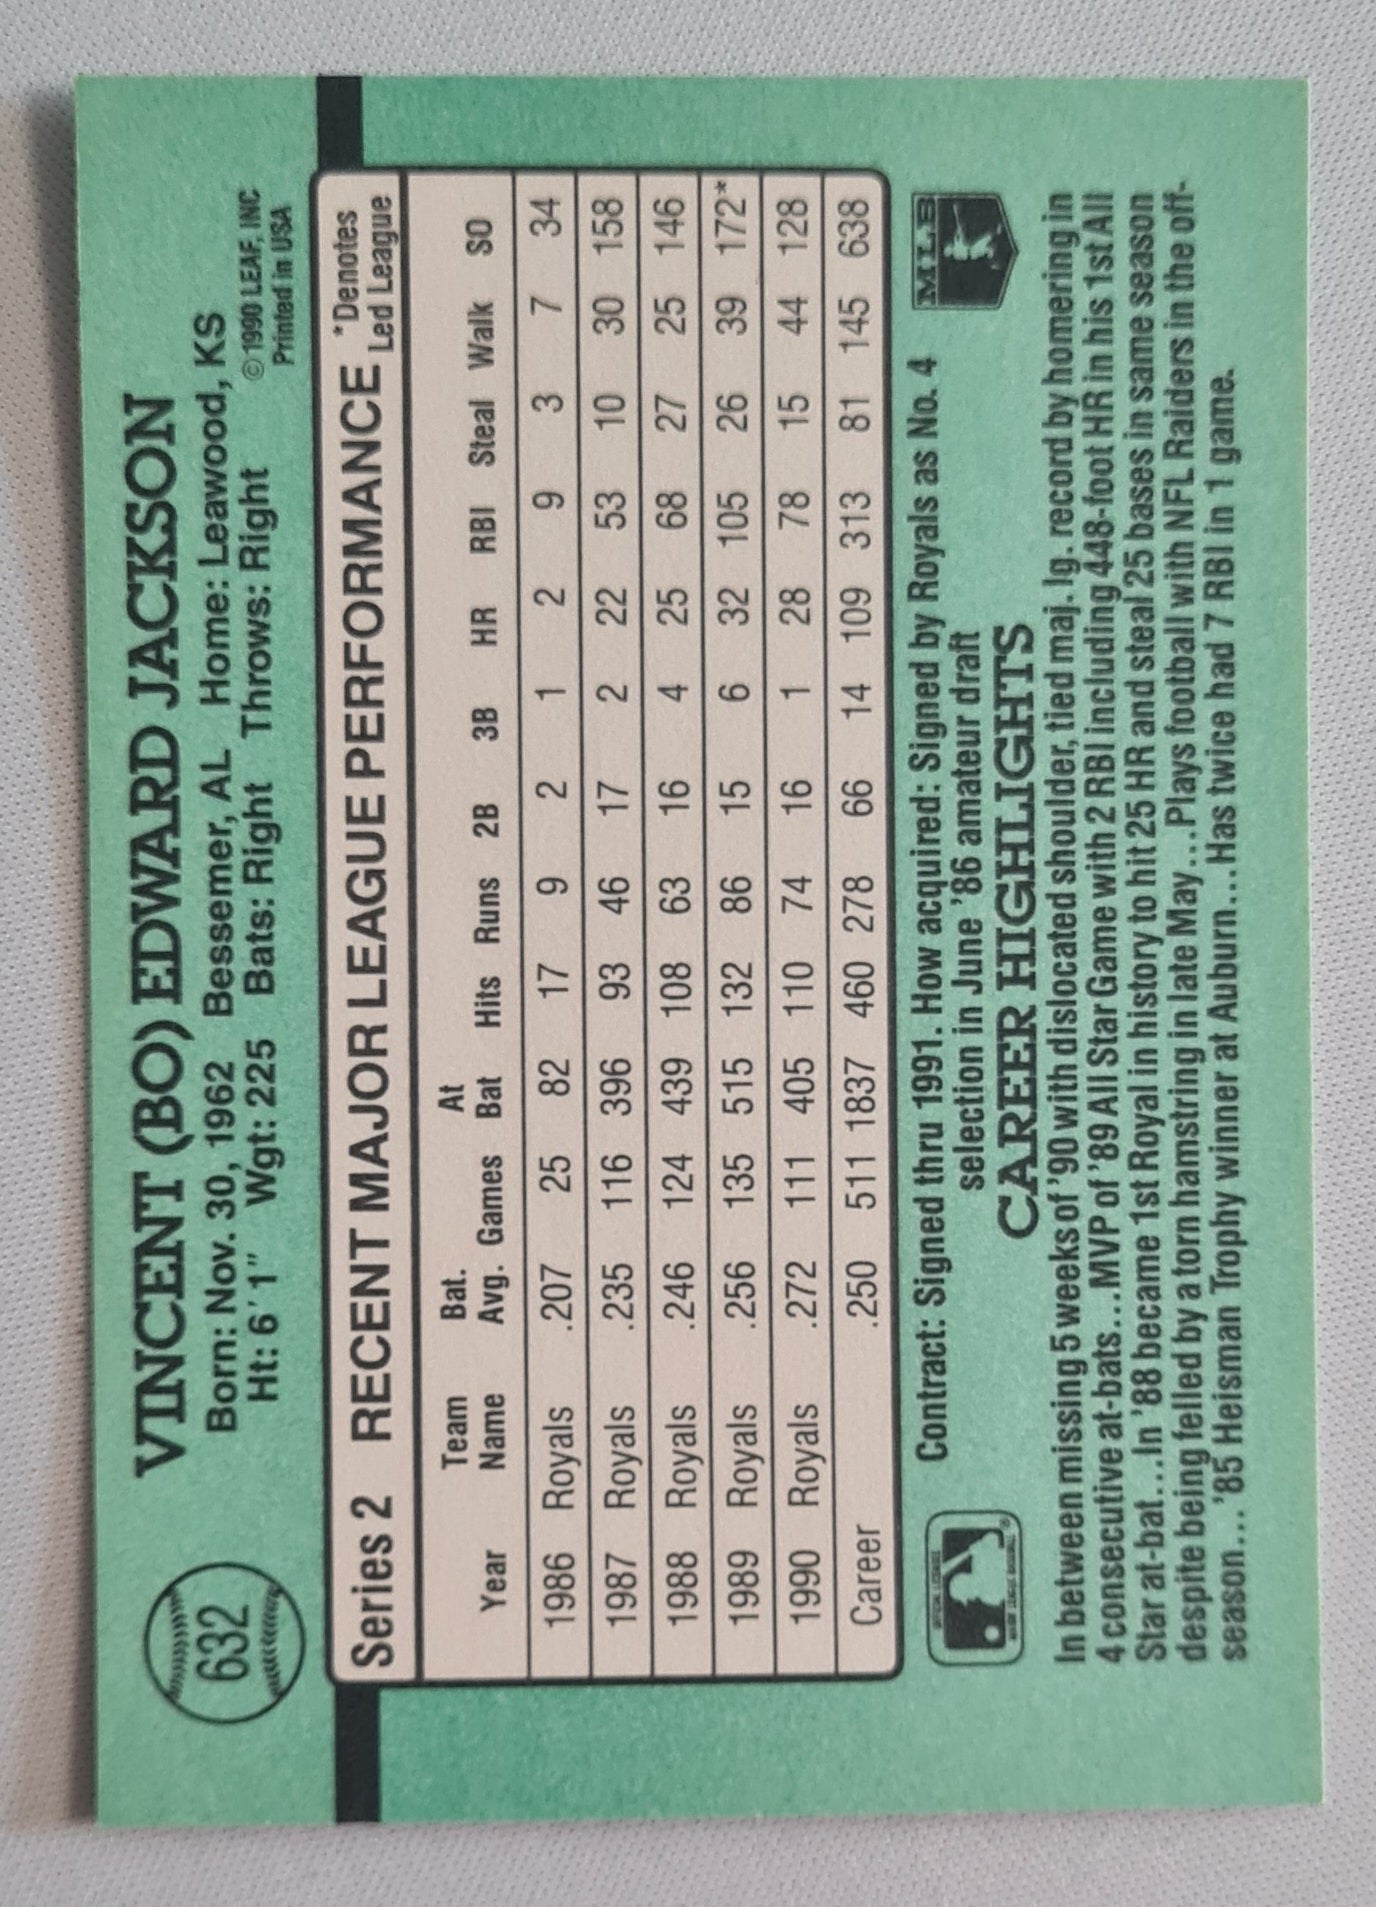 632
VINCENT (BO) EDWARD JACKSON
Born: Nov. 30, 1962 Bessemer, AL Home: Leawood, KS
Ht: 6' 1" Wgt: 225 Bats: Right Throws: Right
© 1990 LEAF, INC
Printed in USA
Series 2 RECENT MAJOR LEAGUE PERFORMANCE *Denotes Led League
Year Team Name Bat. Avg. Games At Bat Hits Runs 2B 3B HR RBI Steal Walk SO
1986 Royals .207 25 82 17 9 2 1 2 9 3 7 34
1987 Royals .235 116 396 93 46 17 2 22 53 10 30 158
1988 Royals .246 124 439 108 63 16 4 25 68 27 25 146
1989 Royals .256 135 515 132 86 15 6 32 105 26 39 172*
1990 Royals .272 111 405 110 74 16 1 28 78 15 44 128
Career .250 511 1837 460 278 66 14 109 313 81 145 638
Contract: Signed thru 1991. How acquired: Signed by Royals as No. 4
selection in June '86 amateur draft
MLB
CAREER HIGHLIGHTS
In between missing 5 weeks of '90 with dislocated shoulder, tied maj. lg. record by homering in
4 consecutive at-bats...MVP of '89 All Star Game with 2 RBI including 448-foot HR in his 1st All
Star at-bat...In '88 became 1st Royal in history to hit 25 HR and steal 25 bases in same season
despite being felled by a torn hamstring in late May...Plays football with NFL Raiders in the off-
season...'85 Heisman Trophy winner at Auburn...Has twice had 7 RBI in 1 game.